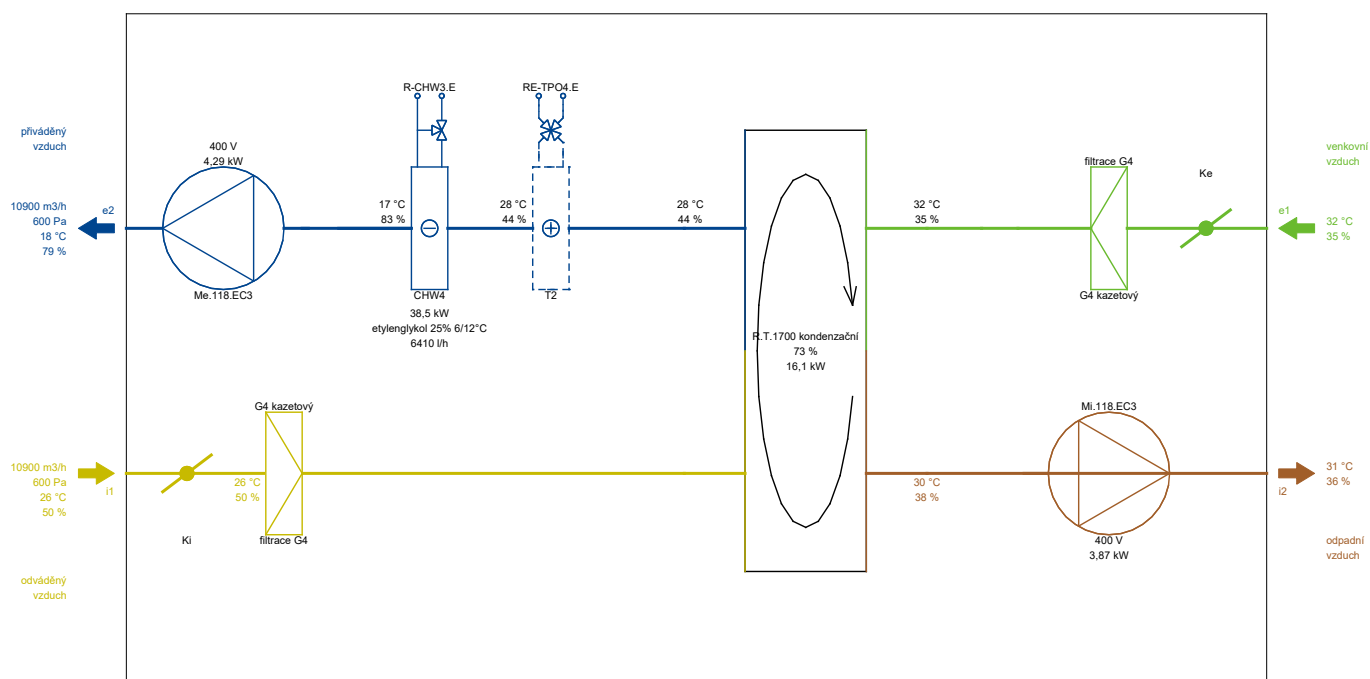 R-CHW3.E
RE-TPO4.E
přiváděný
vzduch
400 V
4,29 kW
filtrace G4
Ke
venkovní
vzduch
10900 m3/h
600 Pa
18 °C
79 %
e2
17 °C
83 %
28 °C
44 %
28 °C
44 %
32 °C
35 %
e1
32 °C
35 %
Me.118.EC3
CHW4
T2
G4 kazetový
38,5 kW
etylenglykol 25% 6/12°C
6410 l/h
R.T.1700 kondenzační
73 %
16,1 kW
G4 kazetový
Mi.118.EC3
10900 m3/h
600 Pa
26 °C
50 %
i1
26 °C
50 %
30 °C
38 %
i2
31 °C
36 %
Ki
filtrace G4
400 V
3,87 kW
odpadní
vzduch
odváděný
vzduch